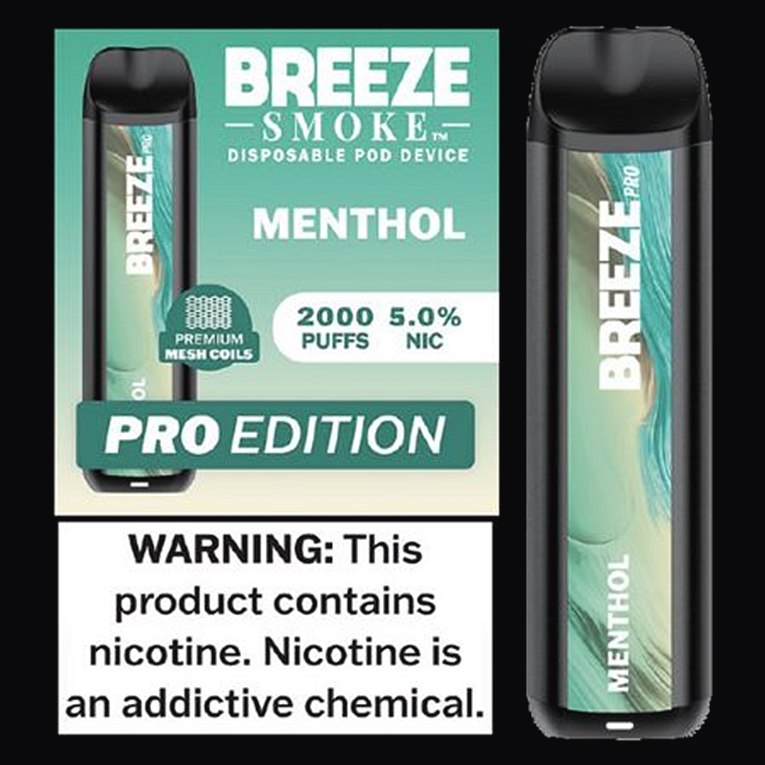 BREEZE
SMOKE™
DISPOSABLE POD DEVICE
MENTHOL
BREEZE PRO
PREMIUM
MESH COILS
2000 PUFFS
5.0% NIC
OL
PRO EDITION
WARNING: This
product contains
nicotine. Nicotine is
an addictive chemical.
BREEZE PRO
MENTHOL